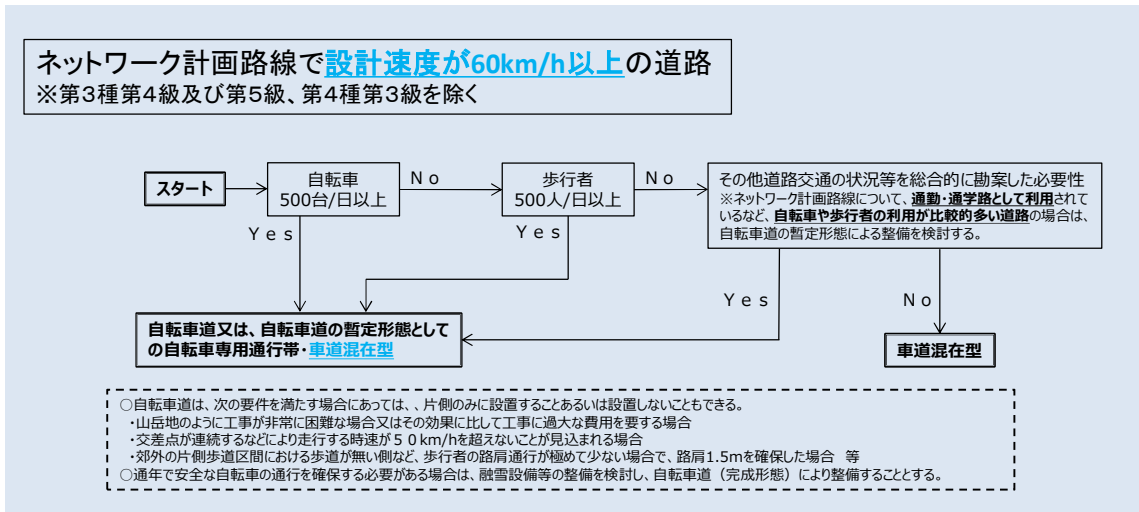 ネットワーク計画路線で設計速度が60km/h以上の道路
※第3種第4級及び第5級、第4種第3級を除く
スタート
自転車
500台/日以上
No
歩行者
500人/日以上
No
その他道路交通の状況等を総合的に勘案した必要性
※ネットワーク計画路線について、通勤・通学路として利用されて
いるなど、自転車や歩行者の利用が比較的多い道路の場合は、
自転車道の暫定形態による整備を検討する。
Yes
Yes
Yes
No
自転車道又は、自転車道の暫定形態として
の自転車専用通行帯・車道混在型
車道混在型
○自転車道は、次の要件を満たす場合にあっては、、片側のみに設置することあるいは設置しないこともできる。
・山岳地のように工事が非常に困難な場合又はその効果に比して工事に過大な費用を要する場合
・交差点が連続するなどにより走行する時速が50km/hを超えないことが見込まれる場合
・郊外の片側歩道区間における歩道が無い側など、歩行者の路肩通行が極めて少ない場合で、路肩1.5mを確保した場合 等
○通年で安全な自転車の通行を確保する必要がある場合は、融雪設備等の整備を検討し、自転車道（完成形態）により整備することとする。